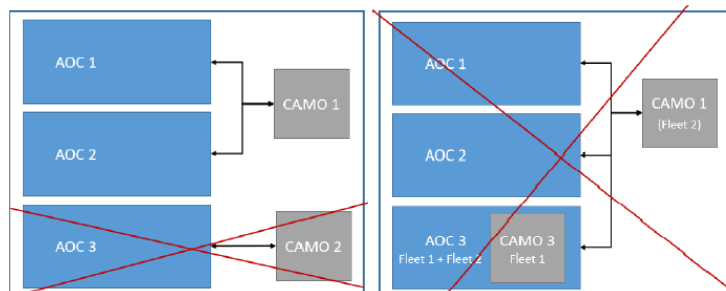 AOC 1
AOC 2
CAMO 1
AOC 3
CAMO 2
AOC 1
AOC 2
CAMO 1
(Fleet 2)
AOC 3
Fleet 1 + Fleet 2
CAMO 3
Fleet 1